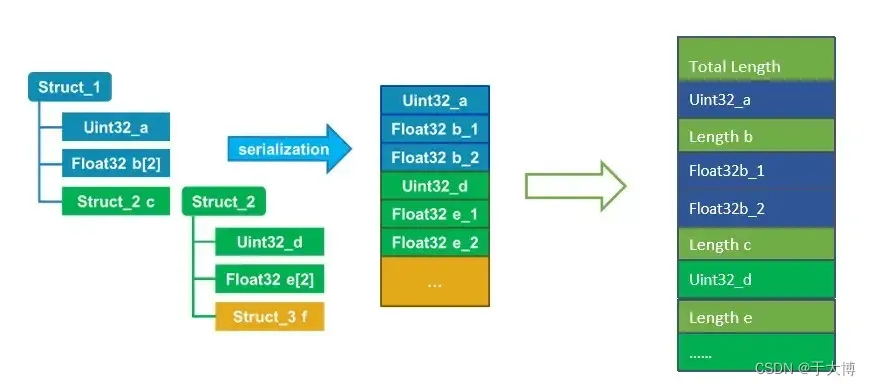 Struct_1
Uint32_a
Float32 b[2]
Struct_2 c
Struct_2
Uint32_d
Float32 e[2]
Struct_3 f
serialization
Uint32_a
Float32 b_1
Float32 b_2
Uint32_d
Float32 e_1
Float32 e_2
...
Total Length
Uint32_a
Length b
Float32b_1
Float32b_2
Length c
Uint32_d
Length e
......
CSDN @于大博